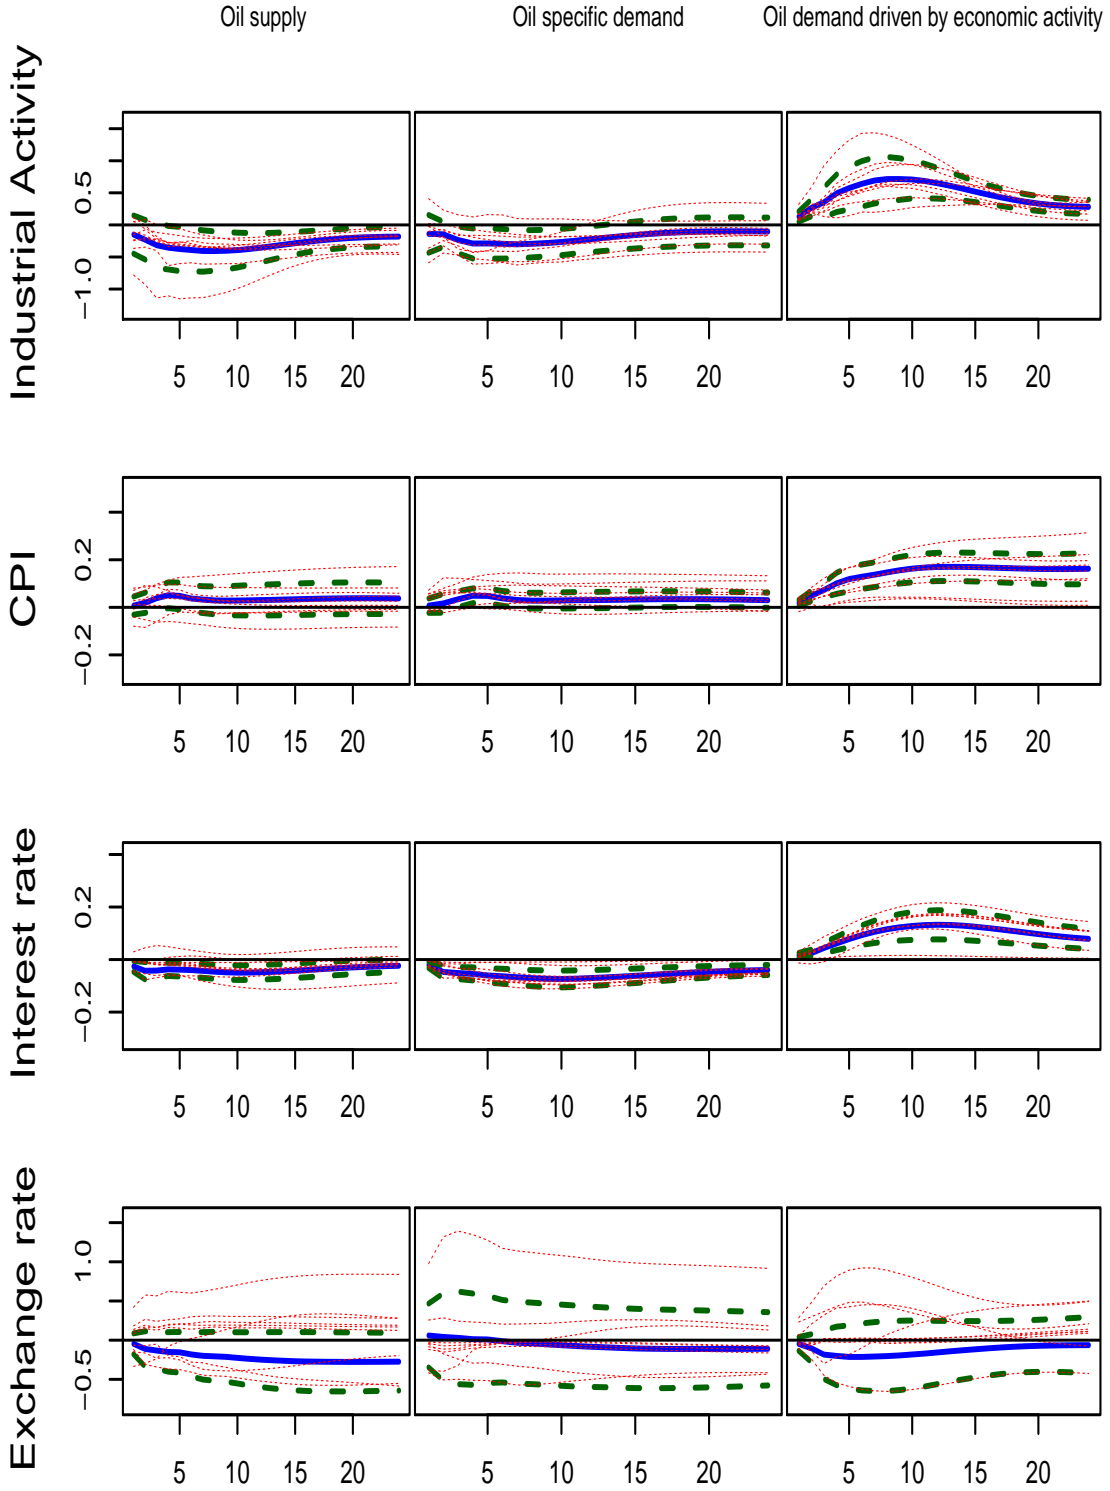 Oil supply Oil specific demand Oil demand driven by economic activity
Industrial Activity
0.5
−1.0
5 10 15 20 5 10 15 20 5 10 15 20
CPI
0.2
−0.2
5 10 15 20 5 10 15 20 5 10 15 20
Interest rate
0.2
−0.2
5 10 15 20 5 10 15 20 5 10 15 20
Exchange rate
1.0
−0.5
5 10 15 20 5 10 15 20 5 10 15 20